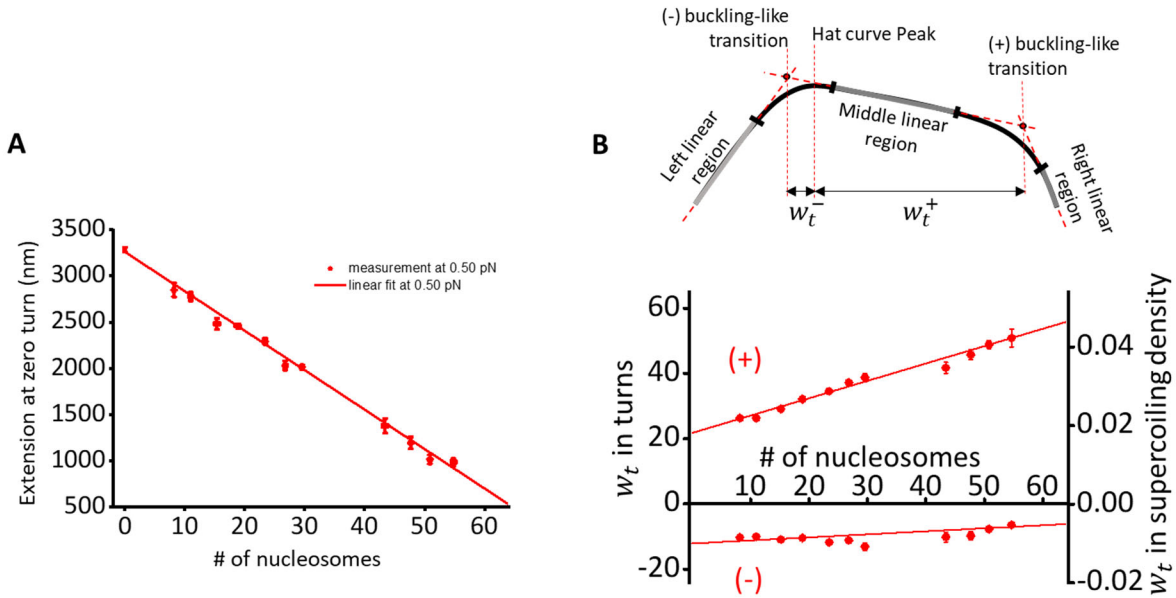 A
Extension at zero turn (nm)
3500
3000
2500
2000
1500
1000
500
measurement at 0.50 pN
linear fit at 0.50 pN
0 10 20 30 40 50 60
# of nucleosomes
B
(-) buckling-like
transition
Hat curve Peak
(+) buckling-like
transition
Left linear
region
Middle linear
region
Right linear
region
w_t^-
w_t^+
w_t in turns
60
40
20
0
-20
(+)
# of nucleosomes
10 20 30 40 50 60
(-)
0.04
0.02
0.00
-0.02
w_t in supercoiling density